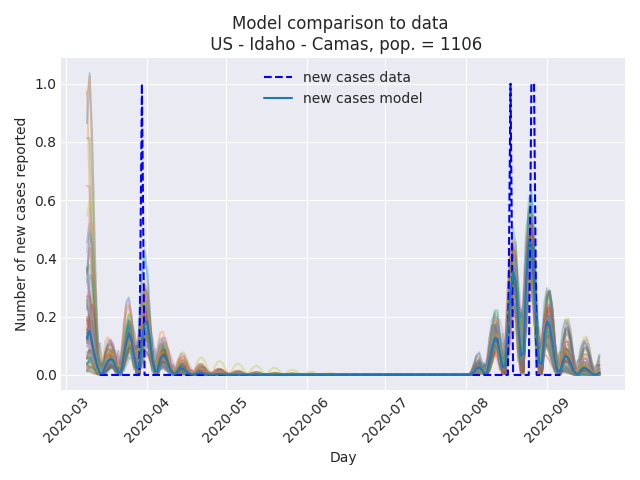 Model comparison to data
US - Idaho - Camas, pop. = 1106
new cases data
new cases model
Number of new cases reported
1.0
0.8
0.6
0.4
0.2
0.0
2020-03
2020-04
2020-05
2020-06
2020-07
2020-08
2020-09
Day